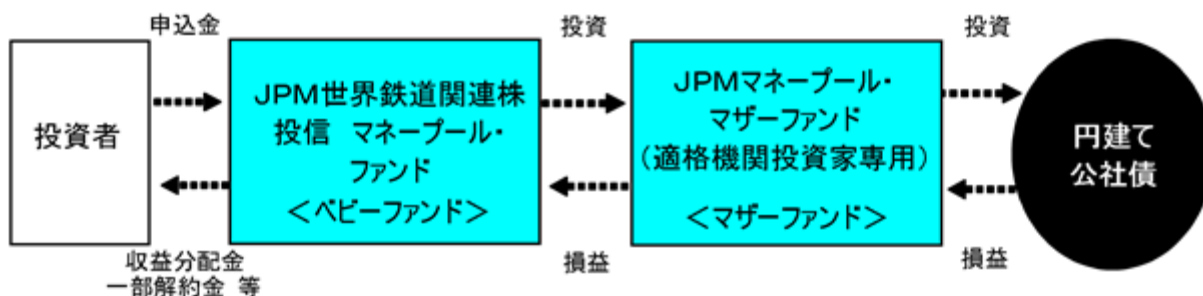 申込金
投資
投資
投資者
JPM世界鉄道関連株
投信 マネープール・
ファンド
＜ベビーファンド＞
JPMマネープール・
マザーファンド
（適格機関投資家専用）
＜マザーファンド＞
円建て
公社債
収益分配金
一部解約金 等
損益
損益